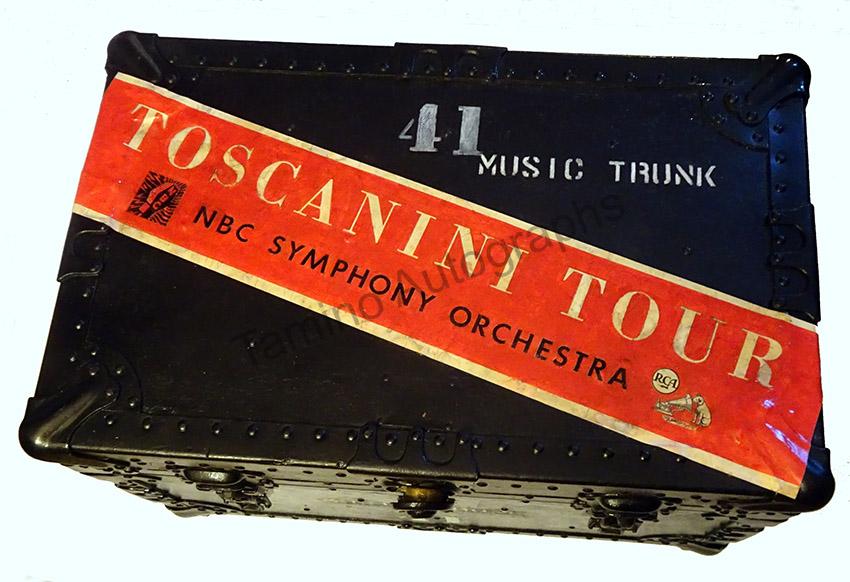 41
MUSIC TRUNK
TOSCANINI TOUR
NBC SYMPHONY ORCHESTRA
RCA
Tamino Autographs